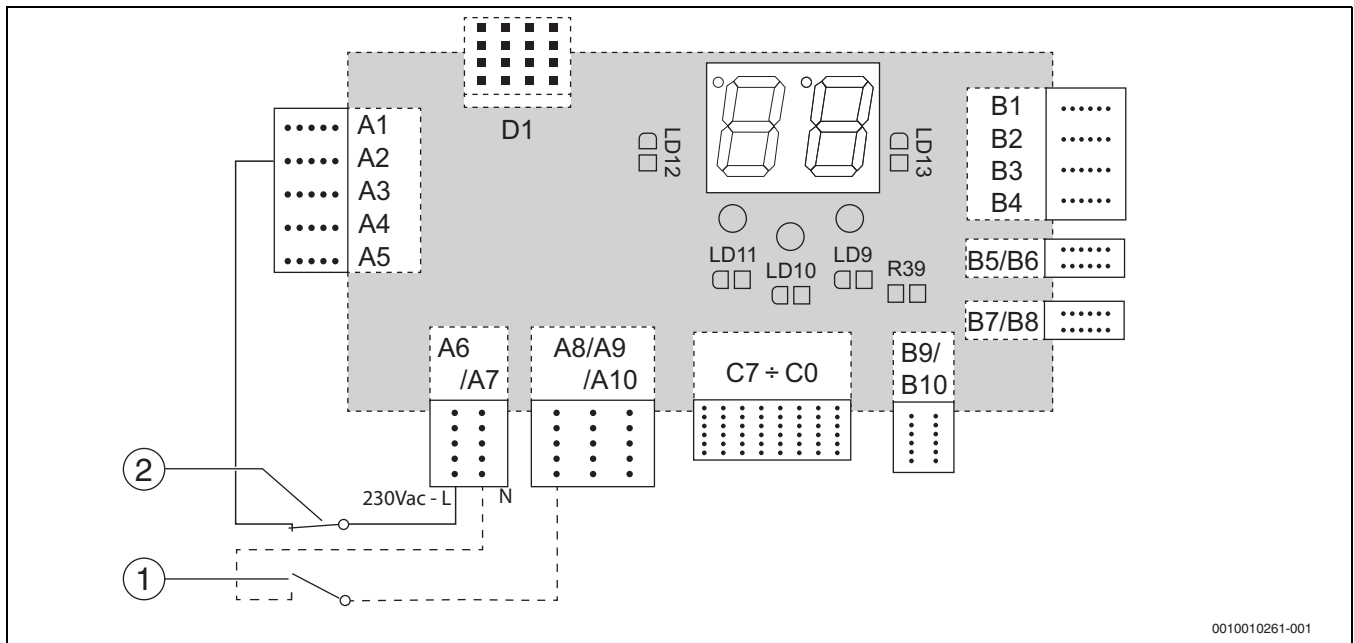 D1
A1
A2
A3
A4
A5
LD12
LD13
B1
B2
B3
B4
LD11
LD10
LD9
R39
B5/B6
B7/B8
A6
/A7
A8/A9
/A10
C7 ÷ C0
B9/
B10
2
230Vac - L
N
1
0010010261-001